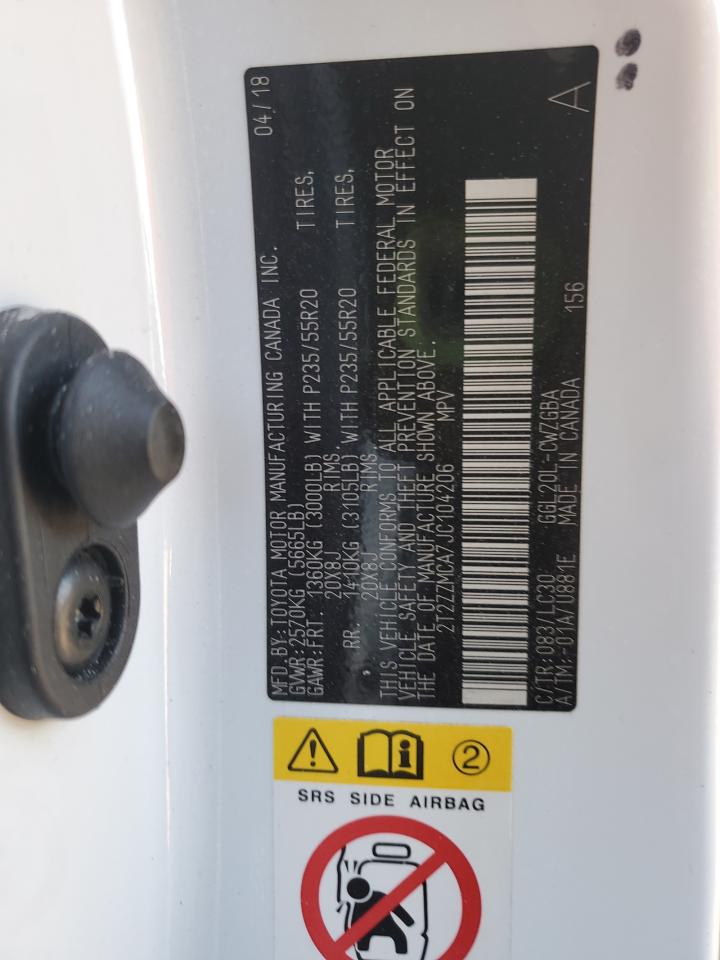 MFD BY:TOYOTA MOTOR MANUFACTURING CANADA INC. 04/18
GVWR:2570KG (5665LB)
GAWR:FRT. 1360KG (3000LB) WITH P235/55R20 TIRES,
20X8J RIMS
RR. 1410KG (3105LB) WITH P235/55R20 TIRES,
20X8J RIMS
THIS VEHICLE CONFORMS TO ALL APPLICABLE FEDERAL MOTOR
VEHICLE SAFETY AND THEFT PREVENTION STANDARDS IN EFFECT ON
THE DATE OF MANUFACTURE SHOWN ABOVE.
2T2ZZMCA7JC104206 MPV
C/TR:083/LC30 GGL20L-CWZGBA A
A/TM:-01A/U881E MADE IN CANADA 156
2
SRS SIDE AIRBAG